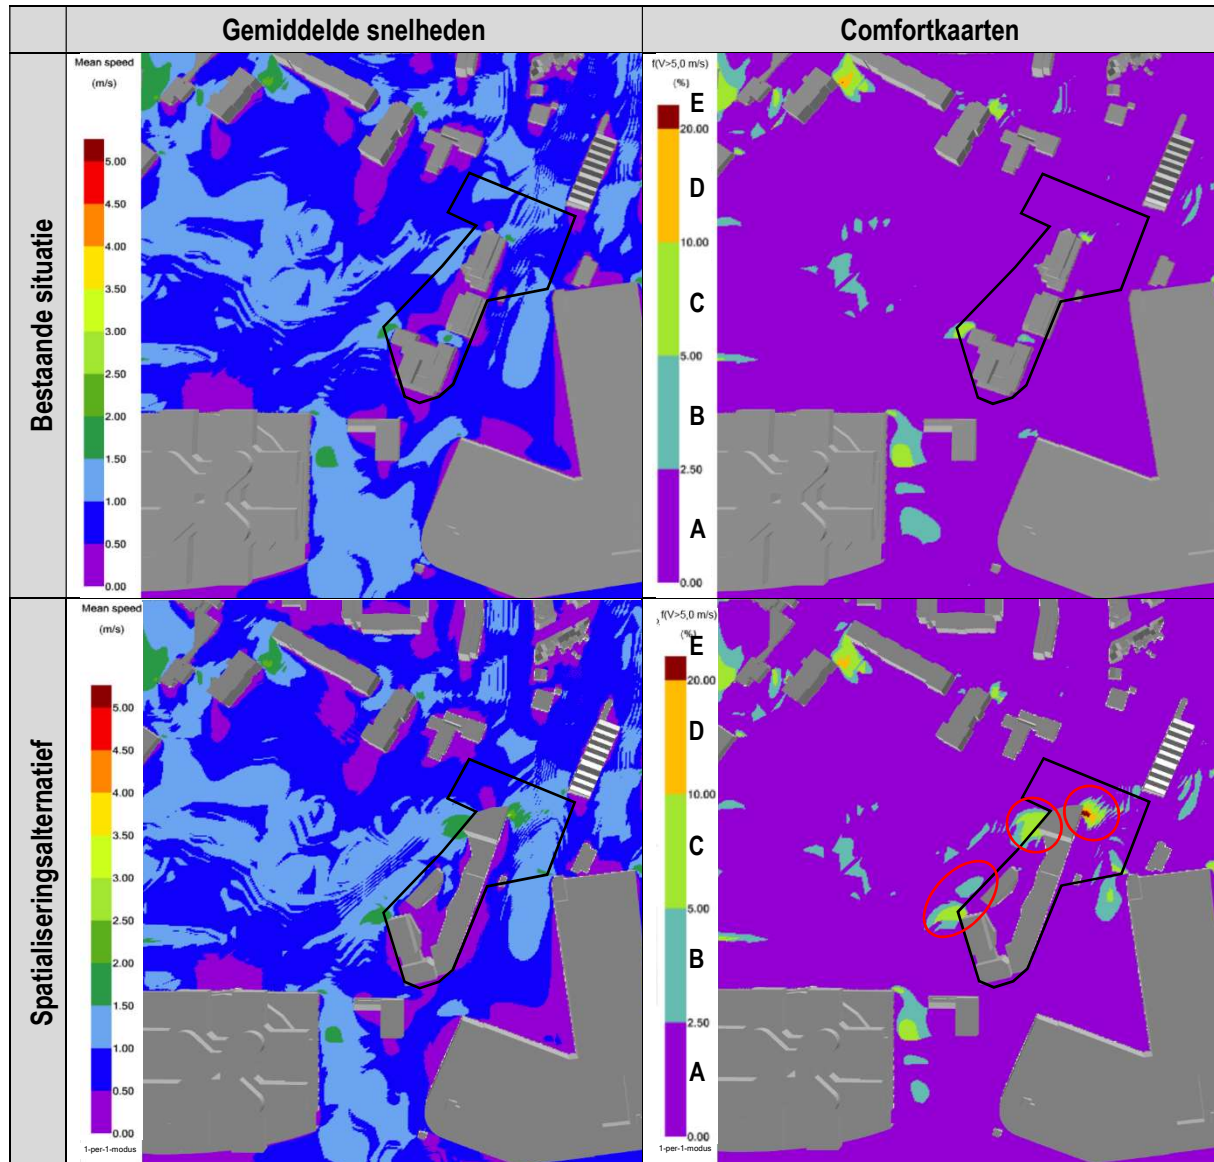 Gemiddelde snelheden
Comfortkaarten
Bestaande situatie
Mean speed
(m/s)
5.00
4.50
4.00
3.50
3.00
2.50
2.00
1.50
1.00
0.50
0.00
f(V>5,0 m/s)
(%)
E
20.00
D
10.00
C
5.00
B
2.50
A
0.00
Spatialiseringsalternatief
Mean speed
(m/s)
5.00
4.50
4.00
3.50
3.00
2.50
2.00
1.50
1.00
0.50
0.00
1-per-1-modus
f(V>5,0 m/s)
(%)
E
20.00
D
10.00
C
5.00
B
2.50
A
0.00
1-per-1-modus